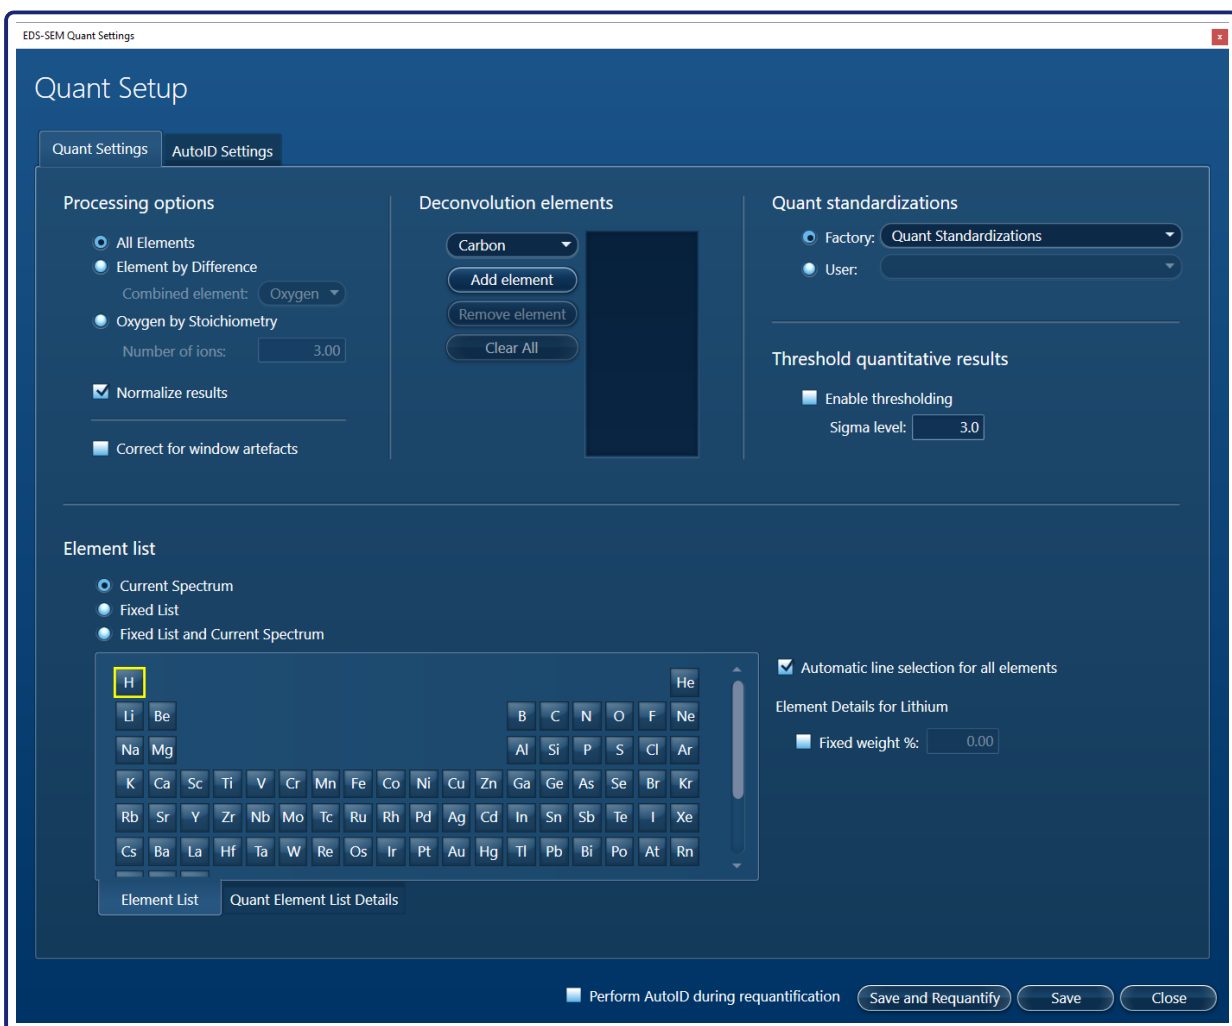 EDS-SEM Quant Settings
x
Quant Setup
Quant Settings
AutoID Settings
Processing options
All Elements
Element by Difference
Combined element: Oxygen
Oxygen by Stoichiometry
Number of ions: 3.00
Normalize results
Correct for window artefacts
Deconvolution elements
Carbon
Add element
Remove element
Clear All
Quant standardizations
Factory: Quant Standardizations
User:
Threshold quantitative results
Enable thresholding
Sigma level: 3.0
Element list
Current Spectrum
Fixed List
Fixed List and Current Spectrum
H He
Li Be B C N O F Ne
Na Mg Al Si P S Cl Ar
K Ca Sc Ti V Cr Mn Fe Co Ni Cu Zn Ga Ge As Se Br Kr
Rb Sr Y Zr Nb Mo Tc Ru Rh Pd Ag Cd In Sn Sb Te I Xe
Cs Ba La Hf Ta W Re Os Ir Pt Au Hg Tl Pb Bi Po At Rn
Element List
Quant Element List Details
Automatic line selection for all elements
Element Details for Lithium
Fixed weight %: 0.00
Perform AutoID during requantification
Save and Requantify
Save
Close